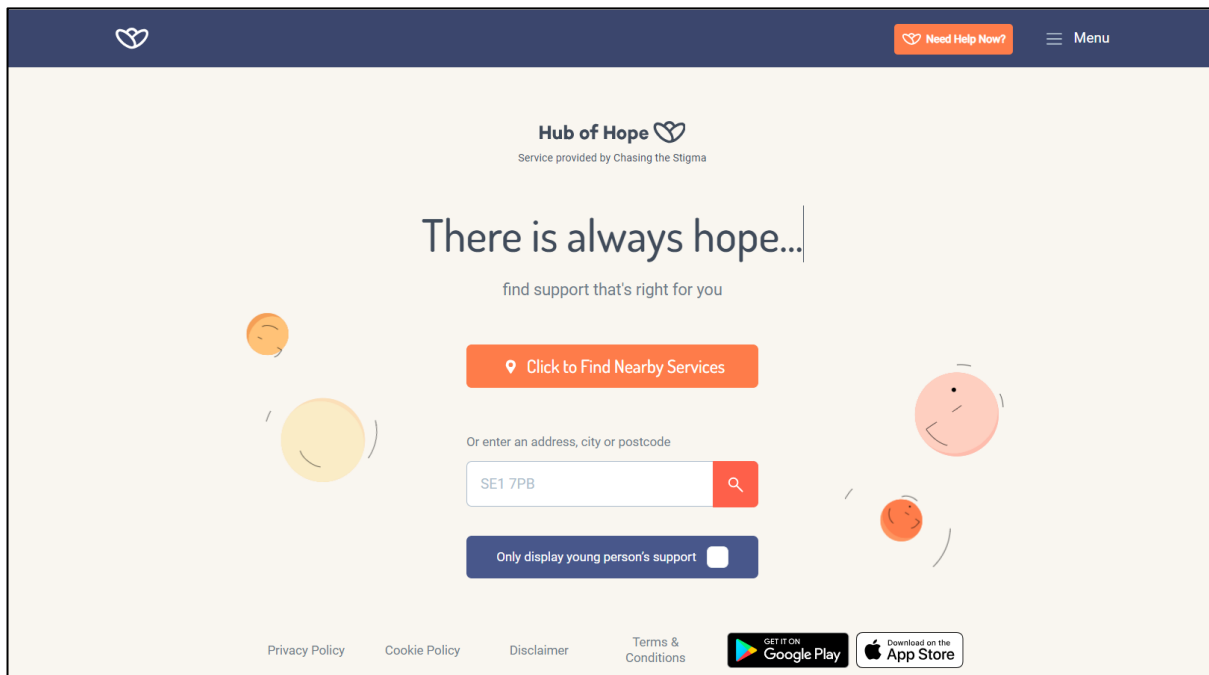 Need Help Now?
Menu
Hub of Hope
Service provided by Chasing the Stigma
There is always hope...
find support that's right for you
Click to Find Nearby Services
Or enter an address, city or postcode
SE1 7PB
Only display young person's support
Privacy Policy
Cookie Policy
Disclaimer
Terms &
Conditions
GET IT ON
Google Play
Download on the
App Store